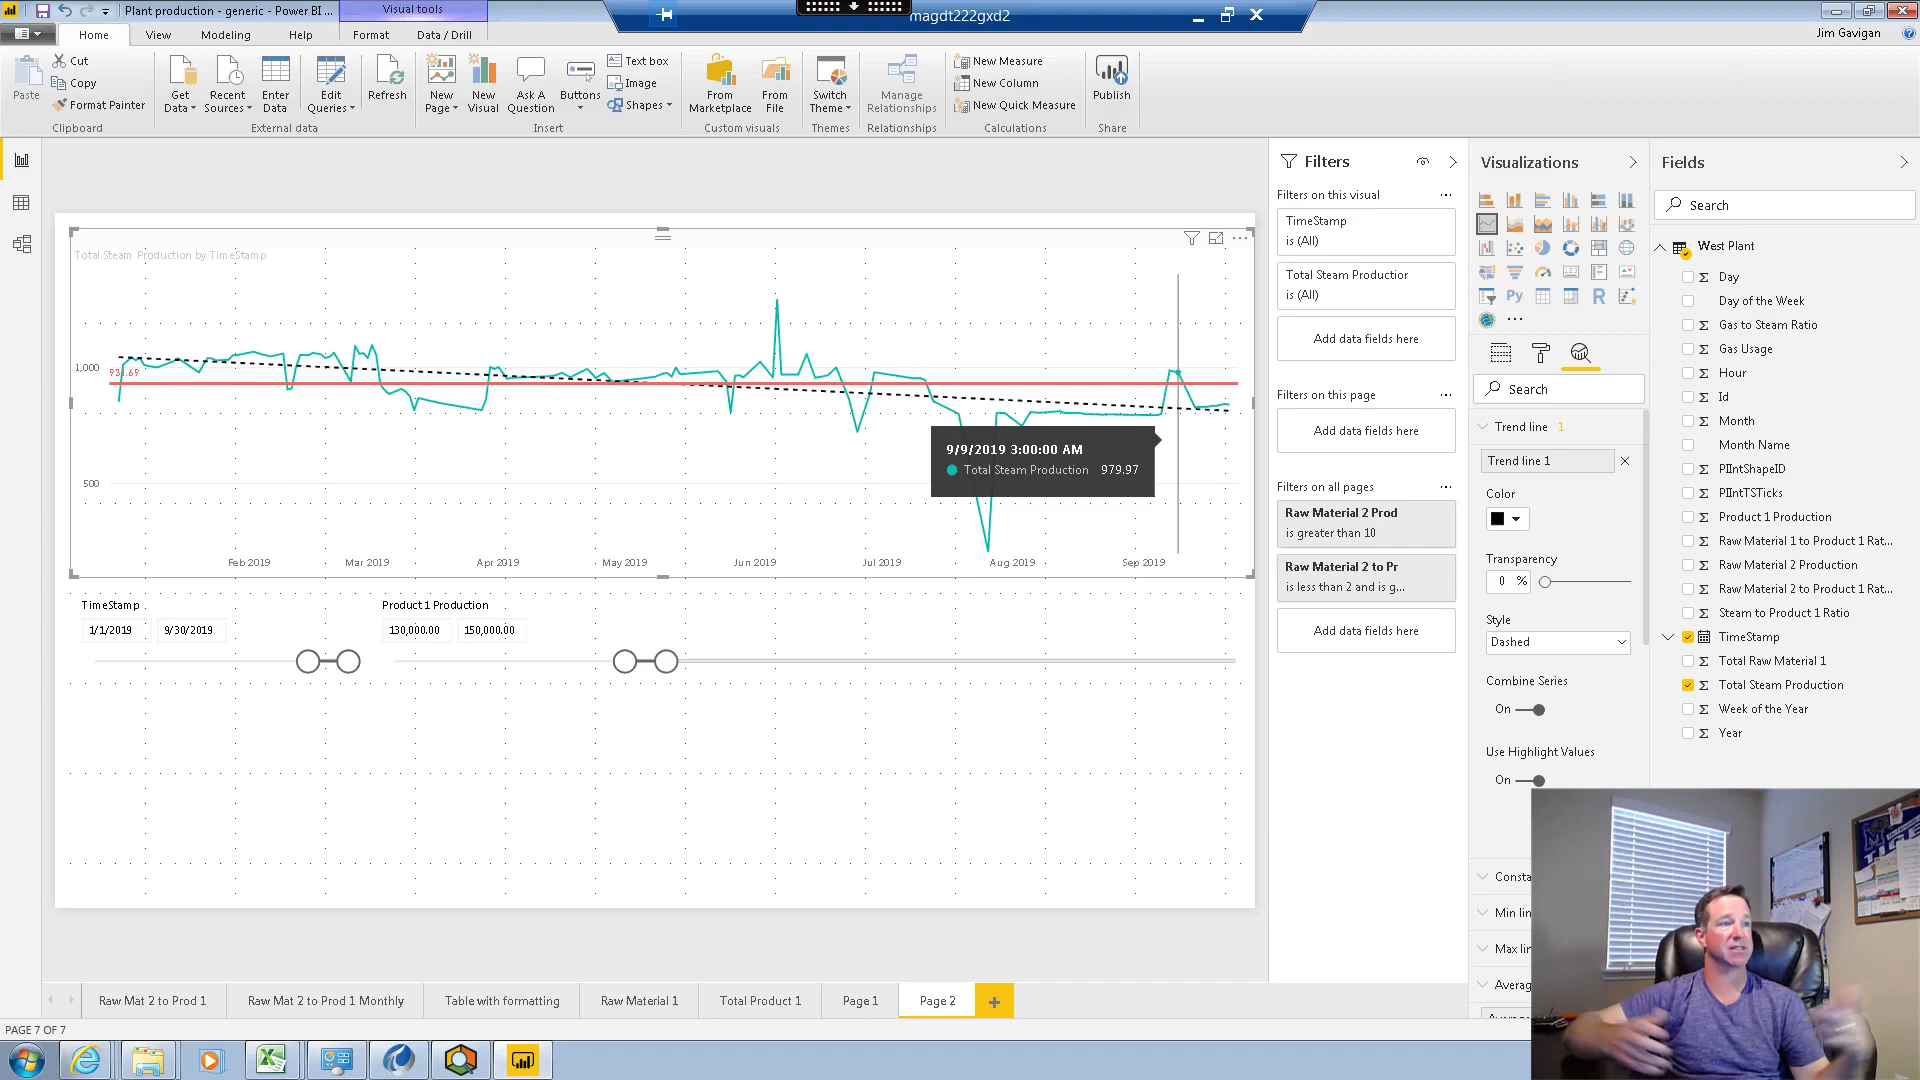 Plant production - generic - Power BI ...
Visual tools
magdt222gxd2
Home
View
Modeling
Help
Format
Data / Drill
Jim Gavigan
Paste
Cut
Copy
Format Painter
Clipboard
Get Data
Recent Sources
Enter Data
Edit Queries
Refresh
External data
New Page
New Visual
Ask A Question
Buttons
Text box
Image
Shapes
Insert
From Marketplace
From File
Custom visuals
Switch Theme
Themes
Manage Relationships
Relationships
New Measure
New Column
New Quick Measure
Calculations
Publish
Share
Total Steam Production by TimeStamp
1,000
500
9/9/2019 3:00:00 AM
Total Steam Production 979.97
Feb 2019
Mar 2019
Apr 2019
May 2019
Jun 2019
Jul 2019
Aug 2019
Sep 2019
TimeStamp
1/1/2019
9/30/2019
Product 1 Production
130,000.00
150,000.00
Filters
Filters on this visual
TimeStamp
is (All)
Total Steam Production
is (All)
Add data fields here
Filters on this page
Add data fields here
Filters on all pages
Raw Material 2 Prod
is greater than 10
Raw Material 2 to Pr
is less than 2 and is g...
Add data fields here
Visualizations
Py
R
Search
Trend line 1
Trend line 1
Color
Transparency
0 %
Style
Dashed
Combine Series
On
Use Highlight Values
On
Consta
Min lin
Max lin
Averag
Fields
Search
West Plant
Day
Day of the Week
Gas to Steam Ratio
Gas Usage
Hour
Id
Month
Month Name
PIIntShapeID
PIIntTSTicks
Product 1 Production
Raw Material 1 to Product 1 Rat...
Raw Material 2 Production
Raw Material 2 to Product 1 Rat...
Steam to Product 1 Ratio
TimeStamp
Total Raw Material 1
Total Steam Production
Week of the Year
Year
Raw Mat 2 to Prod 1
Raw Mat 2 to Prod 1 Monthly
Table with formatting
Raw Material 1
Total Product 1
Page 1
Page 2
PAGE 7 OF 7